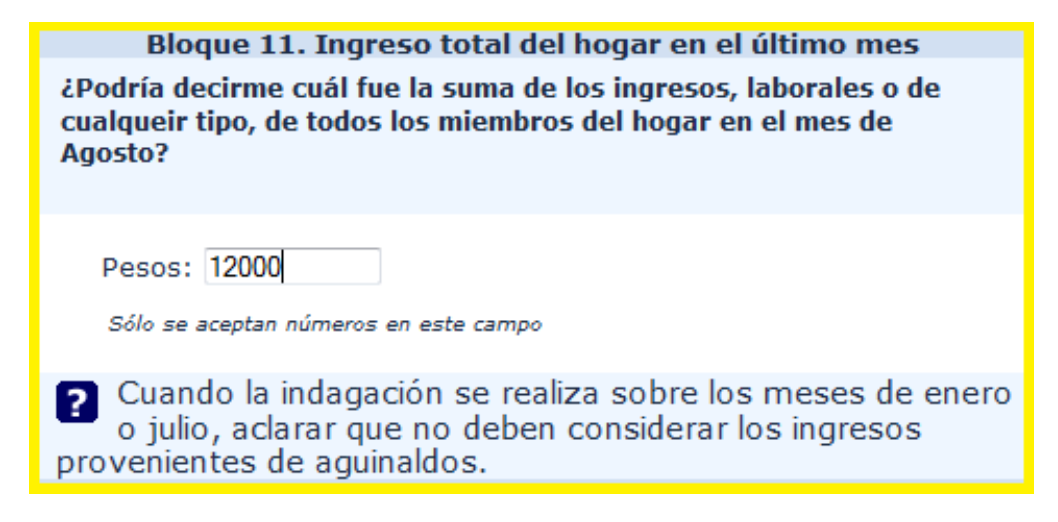 Bloque 11. Ingreso total del hogar en el último mes
¿Podría decirme cuál fue la suma de los ingresos, laborales o de
cualqueir tipo, de todos los miembros del hogar en el mes de
Agosto?
Pesos: 12000
Sólo se aceptan números en este campo
? Cuando la indagación se realiza sobre los meses de enero
o julio, aclarar que no deben considerar los ingresos
provenientes de aguinaldos.